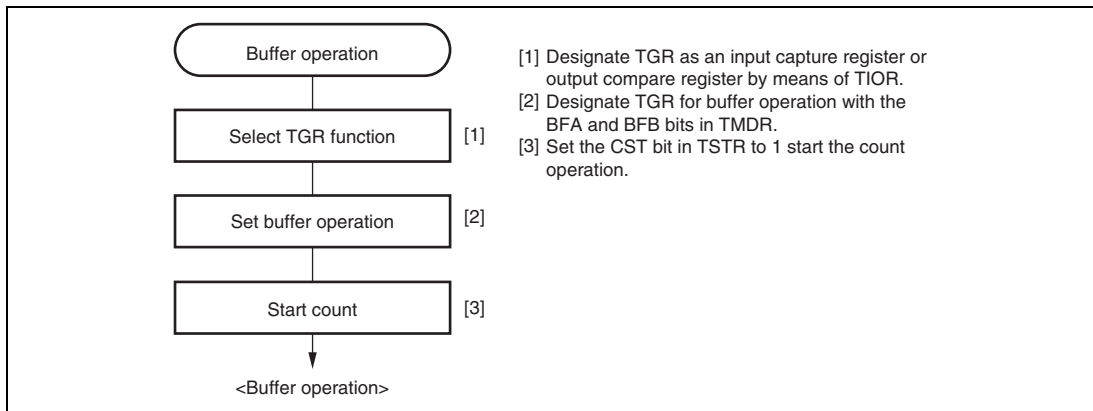 Buffer operation
Select TGR function
[1]
Set buffer operation
[2]
Start count
[3]
<Buffer operation>
[1] Designate TGR as an input capture register or
output compare register by means of TIOR.
[2] Designate TGR for buffer operation with the
BFA and BFB bits in TMDR.
[3] Set the CST bit in TSTR to 1 start the count
operation.